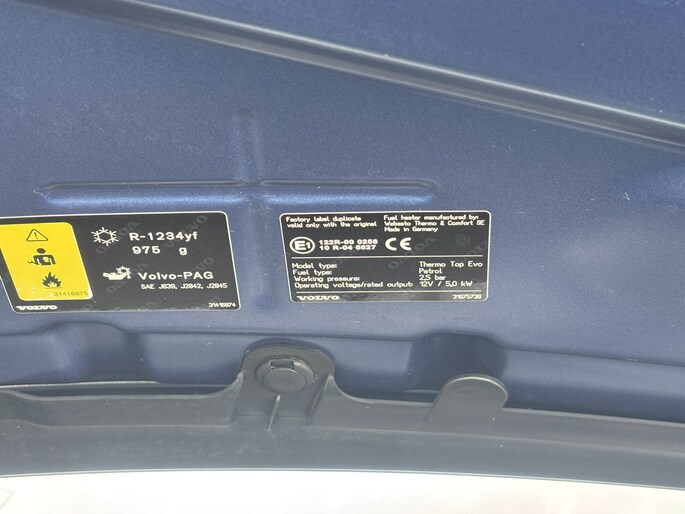 R-1234yf
975 g
Volvo-PAG
SAE J639, J2842, J2845
31416875
VOLVO
31416874
Factory label duplicate
valid only with the original
Fuel heater manufactured by:
Webasto Thermo & Comfort SE
Made in Germany
E1
122R-00 0258
10 R-04 5627
CE
Model type: Thermo Top Evo
Fuel type: Petrol
Working pressure: 2,5 bar
Operating voltage/rated output: 12V / 5,0 kW
VOLVO
31675736